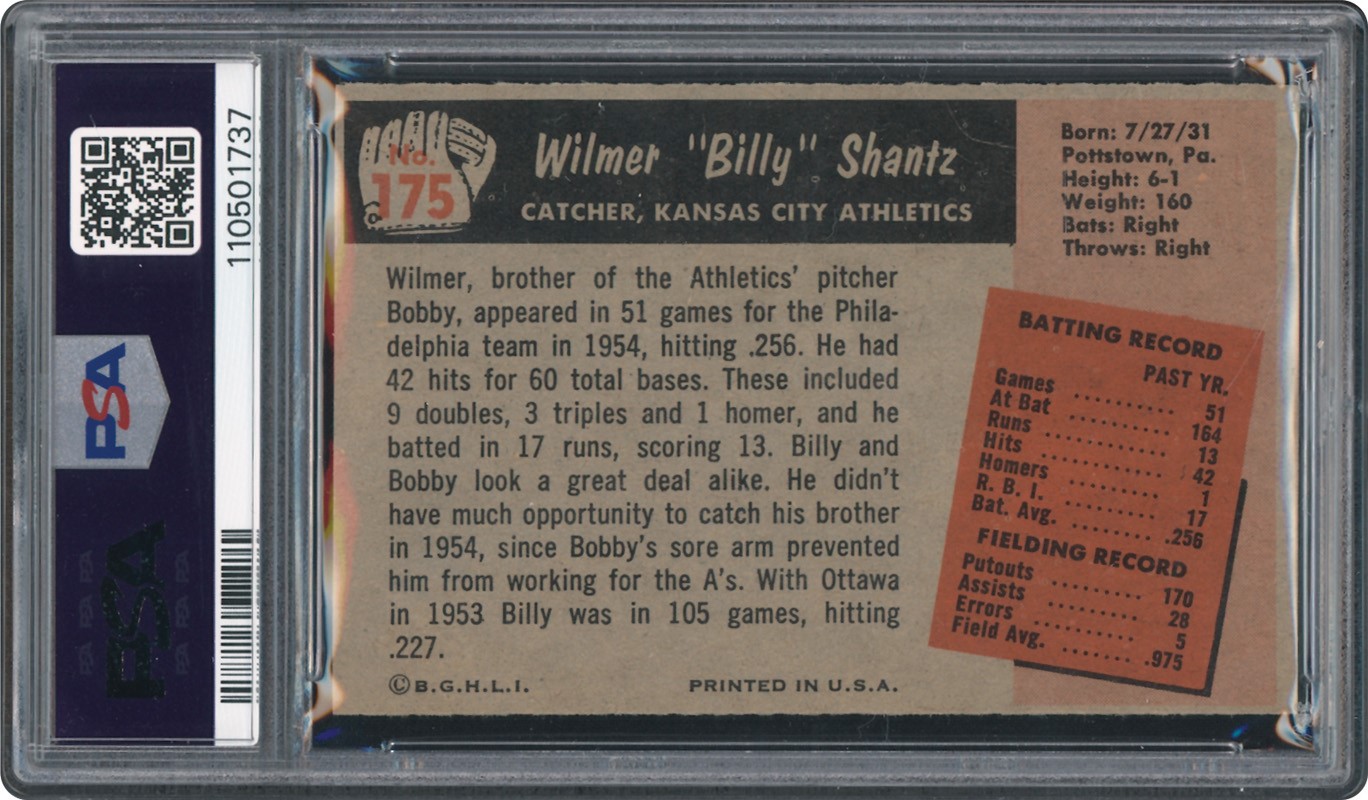 110501737
PSA
PSA
No.
175
Wilmer "Billy" Shantz
CATCHER, KANSAS CITY ATHLETICS
Born: 7/27/31
Pottstown, Pa.
Height: 6-1
Weight: 160
Bats: Right
Throws: Right
Wilmer, brother of the Athletics' pitcher
Bobby, appeared in 51 games for the Phila-
delphia team in 1954, hitting .256. He had
42 hits for 60 total bases. These included
9 doubles, 3 triples and 1 homer, and he
batted in 17 runs, scoring 13. Billy and
Bobby look a great deal alike. He didn't
have much opportunity to catch his brother
in 1954, since Bobby's sore arm prevented
him from working for the A's. With Ottawa
in 1953 Billy was in 105 games, hitting
.227.
©B.G.H.L.I. PRINTED IN U.S.A.
BATTING RECORD
PAST YR.
Games .......... 51
At Bat .......... 164
Runs .......... 13
Hits .......... 42
Homers .......... 1
R. B. I. .......... 17
Bat. Avg. ........ .256
FIELDING RECORD
Putouts .......... 170
Assists .......... 28
Errors .......... 5
Field Avg. ....... .975